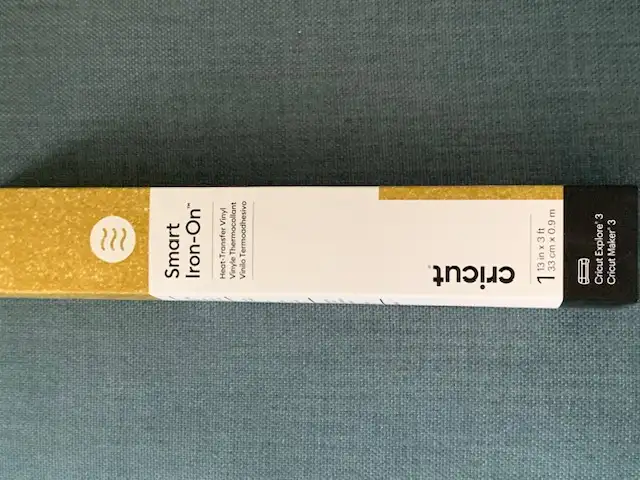 Smart
Iron-On™
Heat-Transfer Vinyl
Vinyle Thermocollant
Vinilo Termoadhesivo
cricut®
1
13 in x 3 ft
33 cm x 0.9 m
Cricut Explore® 3
Cricut Maker® 3